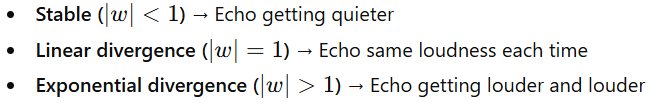 • Stable (|w| < 1) → Echo getting quieter
• Linear divergence (|w| = 1) → Echo same loudness each time
• Exponential divergence (|w| > 1) → Echo getting louder and louder